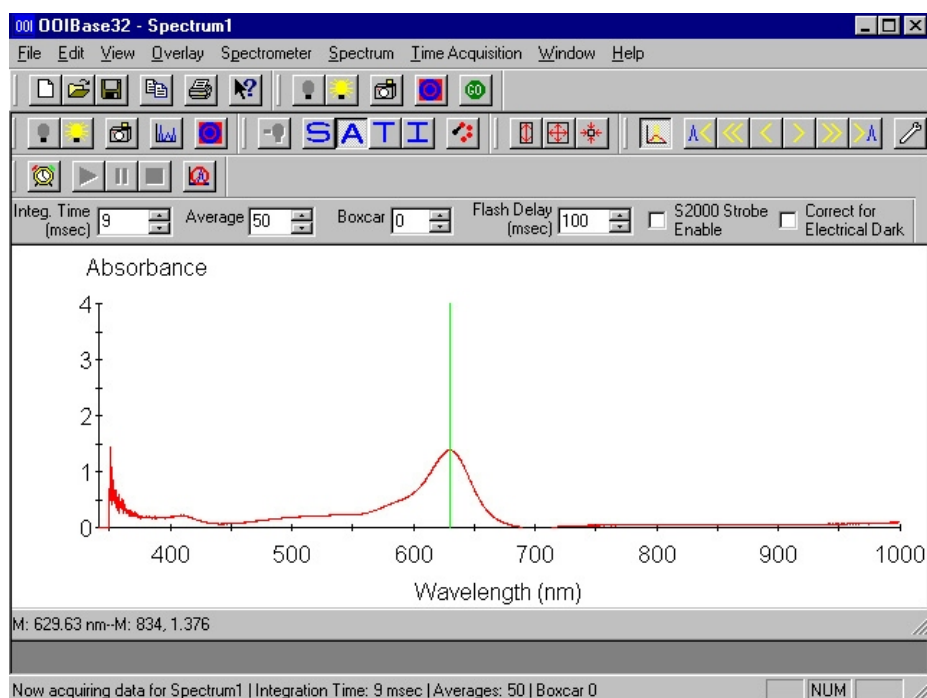 OOI OOIBase32 - Spectrum1
File Edit View Overlay Spectrometer Spectrum Time Acquisition Window Help
GO
S A T I A A
A
Integ. Time (msec) 9 Average 50 Boxcar 0 Flash Delay (msec) 100 S2000 Strobe Enable Correct for Electrical Dark
Absorbance
4
3
2
1
0
400 500 600 700 800 900 1000
Wavelength (nm)
M: 629.63 nm--M: 834, 1.376
Now acquiring data for Spectrum1 | Integration Time: 9 msec | Averages: 50 | Boxcar 0 NUM